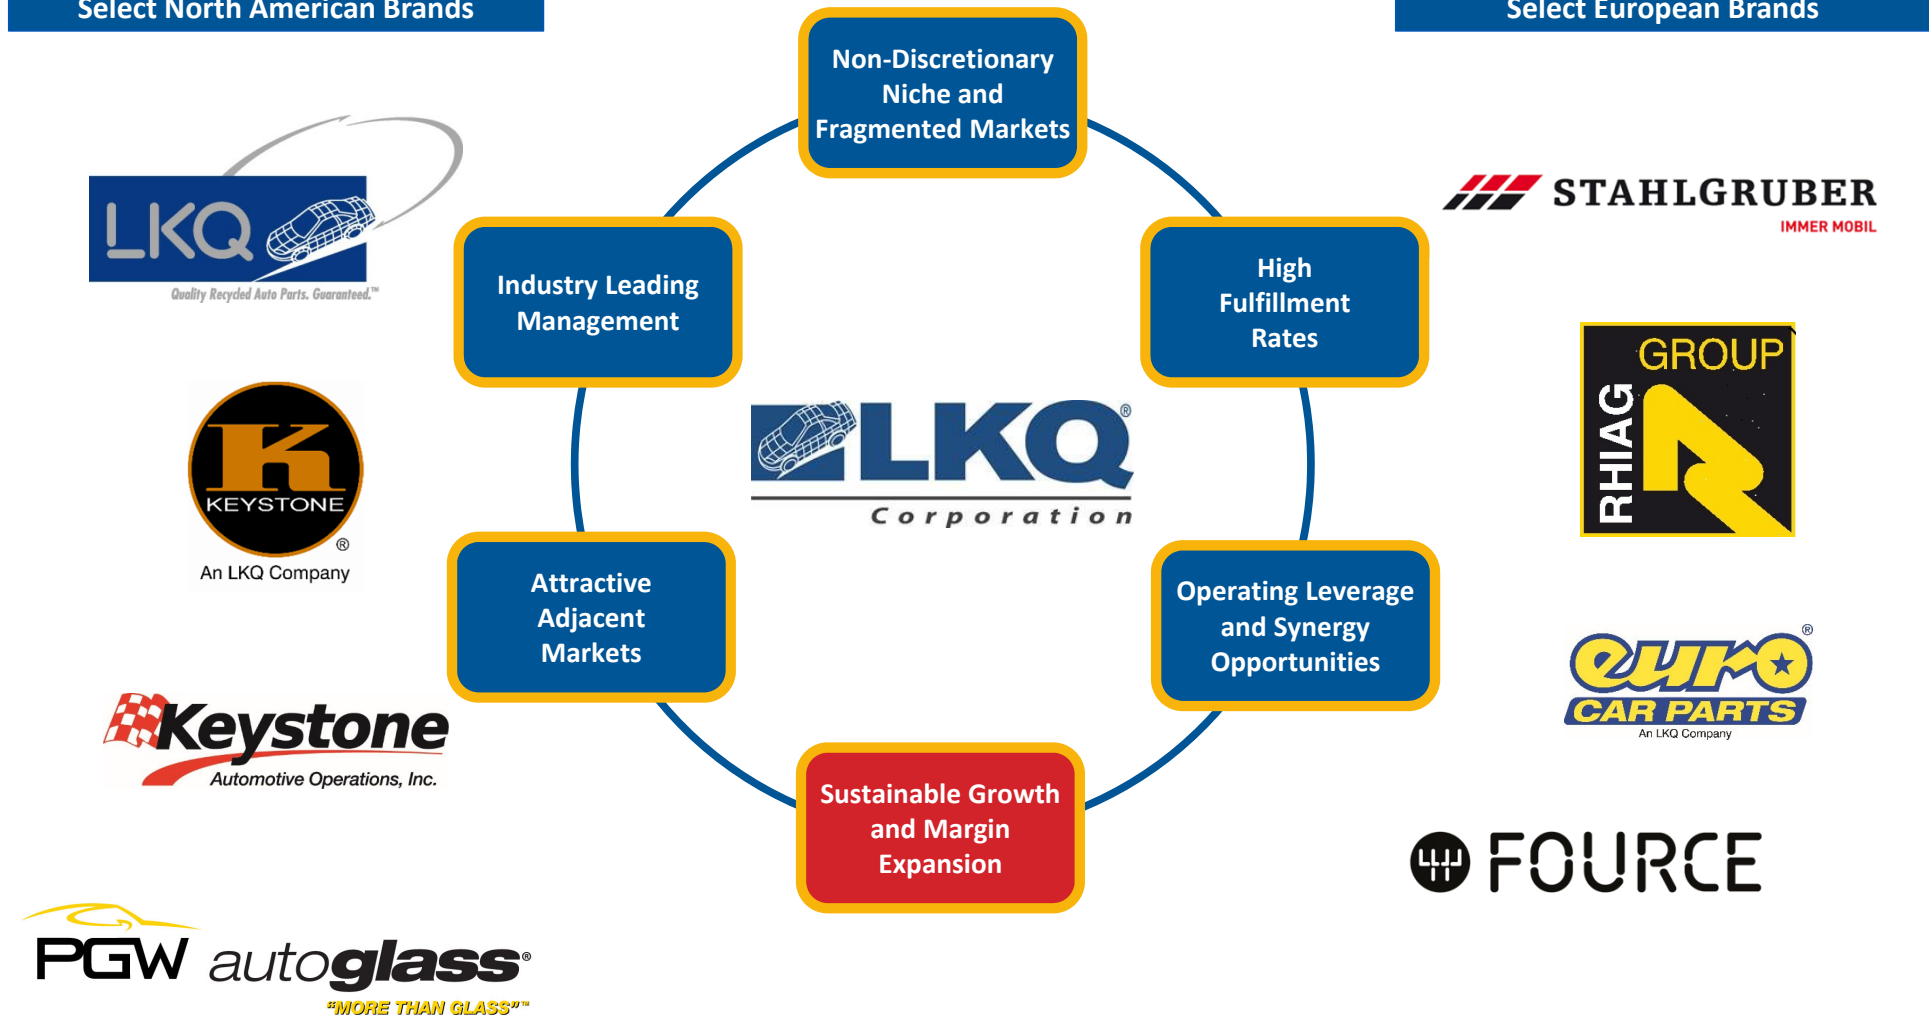 Select North American Brands
Select European Brands
Non-Discretionary
Niche and
Fragmented Markets
LKQ
Quality Recycled Auto Parts. Guaranteed.™
STAHLGRUBER
IMMER MOBIL
Industry Leading
Management
High
Fulfillment
Rates
K
KEYSTONE
®
An LKQ Company
LKQ®
Corporation
GROUP
RHIAG
Attractive
Adjacent
Markets
Operating Leverage
and Synergy
Opportunities
euro®
CAR PARTS
An LKQ Company
Keystone
Automotive Operations, Inc.
Sustainable Growth
and Margin
Expansion
FOURCE
PGW autoglass®
"MORE THAN GLASS"™